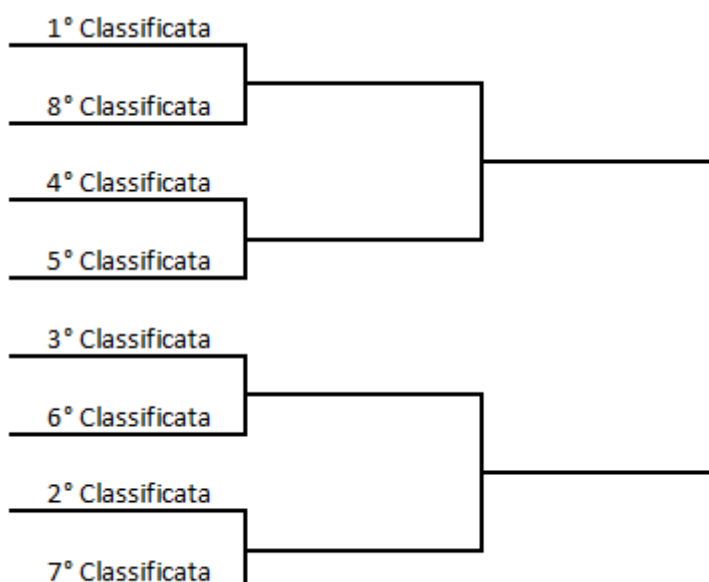 1° Classificata
8° Classificata
4° Classificata
5° Classificata
3° Classificata
6° Classificata
2° Classificata
7° Classificata